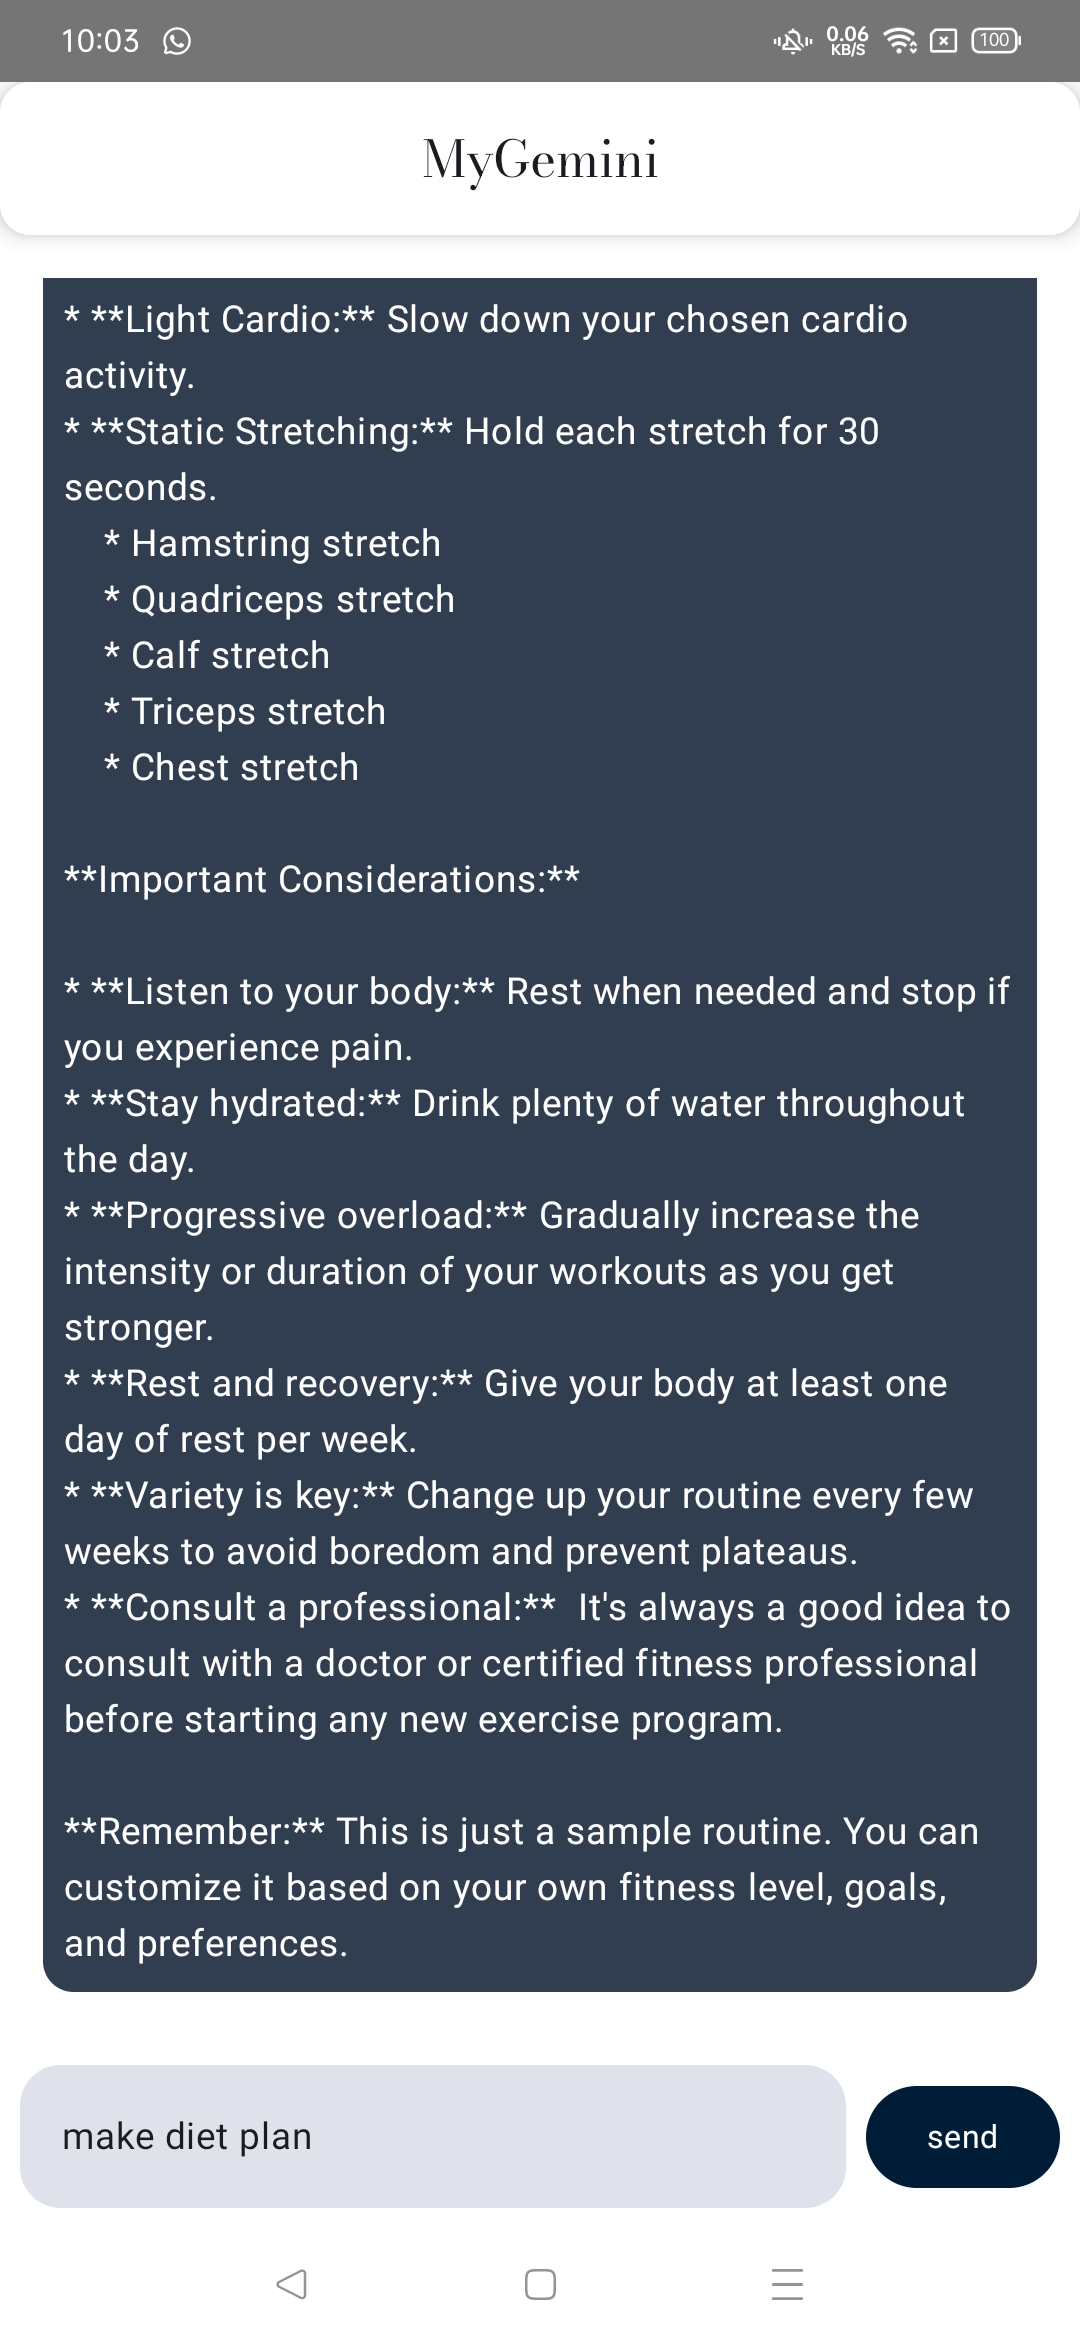 10:03
0.06
KB/S
100
MyGemini
* **Light Cardio:** Slow down your chosen cardio
activity.
* **Static Stretching:** Hold each stretch for 30
seconds.
* Hamstring stretch
* Quadriceps stretch
* Calf stretch
* Triceps stretch
* Chest stretch
**Important Considerations:**
* **Listen to your body:** Rest when needed and stop if
you experience pain.
* **Stay hydrated:** Drink plenty of water throughout
the day.
* **Progressive overload:** Gradually increase the
intensity or duration of your workouts as you get
stronger.
* **Rest and recovery:** Give your body at least one
day of rest per week.
* **Variety is key:** Change up your routine every few
weeks to avoid boredom and prevent plateaus.
* **Consult a professional:**  It's always a good idea to
consult with a doctor or certified fitness professional
before starting any new exercise program.
**Remember:** This is just a sample routine. You can
customize it based on your own fitness level, goals,
and preferences.
make diet plan
send